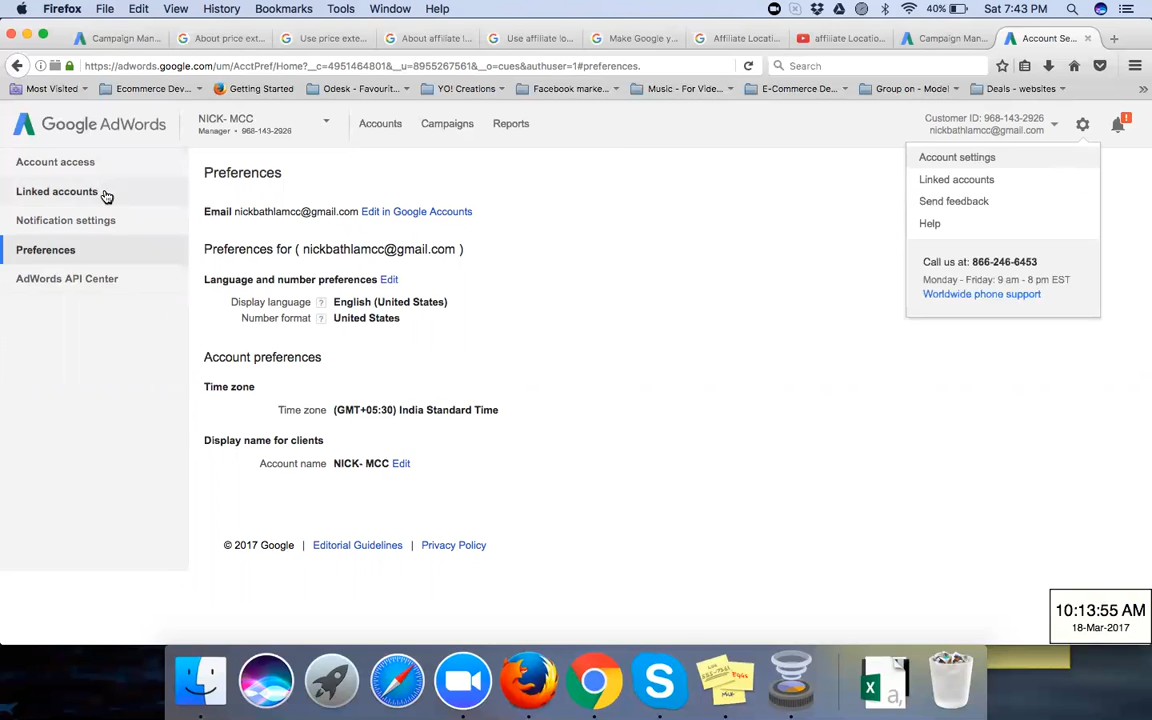 Firefox File Edit View History Bookmarks Tools Window Help 40% Sat 7:43 PM
Campaign Man... About price ext... Use price exte... About affiliate l... Use affiliate lo... Make Google y... Affiliate Locati... affiliate Locatio... Campaign Man... Account Se...
https://adwords.google.com/um/AcctPref/Home?__c=4951464801&__u=8955267561&__o=cues&authuser=1#preferences. Search
Most Visited Ecommerce Dev... Getting Started Odesk - Favourit... YO! Creations Facebook marke... Music - For Vide... E-Commerce De... Group on - Model Deals - websites
Google AdWords
NICK- MCC
Manager • 968-143-2926
Accounts Campaigns Reports
Customer ID: 968-143-2926
nickbathlamcc@gmail.com
Account access
Linked accounts
Notification settings
Preferences
AdWords API Center
Preferences
Email nickbathlamcc@gmail.com Edit in Google Accounts
Preferences for ( nickbathlamcc@gmail.com )
Language and number preferences Edit
Display language ? English (United States)
Number format ? United States
Account preferences
Time zone
Time zone (GMT+05:30) India Standard Time
Display name for clients
Account name NICK- MCC Edit
© 2017 Google | Editorial Guidelines | Privacy Policy
Account settings
Linked accounts
Send feedback
Help
Call us at: 866-246-6453
Monday - Friday: 9 am - 8 pm EST
Worldwide phone support
10:13:55 AM
18-Mar-2017